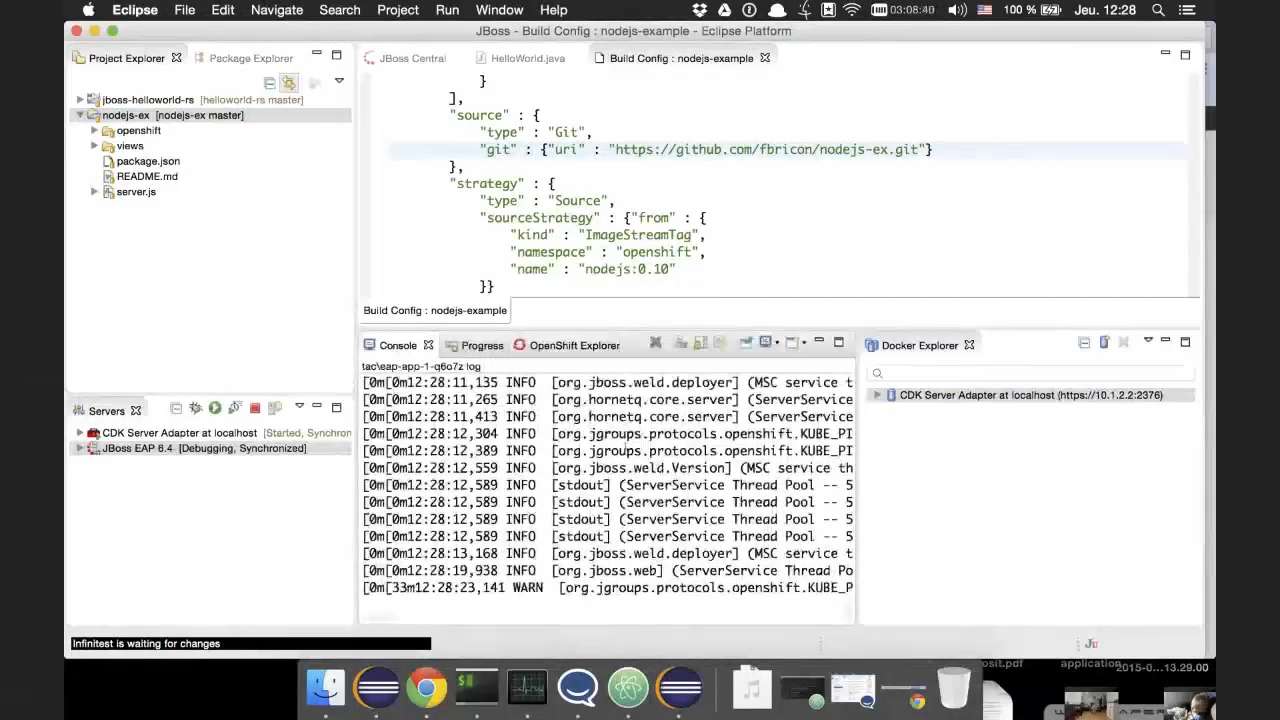 Eclipse File Edit Navigate Search Project Run Window Help 03:08:40 100 % Jeu. 12:28
JBoss - Build Config : nodejs-example - Eclipse Platform
Project Explorer Package Explorer
jboss-helloworld-rs [helloworld-rs master]
nodejs-ex [nodejs-ex master]
openshift
views
package.json
README.md
server.js
JBoss Central HelloWorld.java Build Config : nodejs-example
}
],
"source" : {
"type" : "Git",
"git" : {"uri" : "https://github.com/fbricon/nodejs-ex.git"}
},
"strategy" : {
"type" : "Source",
"sourceStrategy" : {"from" : {
"kind" : "ImageStreamTag",
"namespace" : "openshift",
"name" : "nodejs:0.10"
}}
Build Config : nodejs-example
Servers
CDK Server Adapter at localhost [Started, Synchron
JBoss EAP 6.4 [Debugging, Synchronized]
Console Progress OpenShift Explorer
tac\eap-app-1-q6o7z log
[0m[0m12:28:11,135 INFO [org.jboss.weld.deployer] (MSC service t
[0m[0m12:28:11,265 INFO [org.hornetq.core.server] (ServerService
[0m[0m12:28:11,413 INFO [org.hornetq.core.server] (ServerService
[0m[0m12:28:12,304 INFO [org.jgroups.protocols.openshift.KUBE_PI
[0m[0m12:28:12,389 INFO [org.jgroups.protocols.openshift.KUBE_PI
[0m[0m12:28:12,559 INFO [org.jboss.weld.Version] (MSC service th
[0m[0m12:28:12,589 INFO [stdout] (ServerService Thread Pool -- 5
[0m[0m12:28:12,589 INFO [stdout] (ServerService Thread Pool -- 5
[0m[0m12:28:12,589 INFO [stdout] (ServerService Thread Pool -- 5
[0m[0m12:28:12,589 INFO [stdout] (ServerService Thread Pool -- 5
[0m[0m12:28:13,168 INFO [org.jboss.weld.deployer] (MSC service t
[0m[0m12:28:19,938 INFO [org.jboss.web] (ServerService Thread Po
[0m[33m12:28:23,141 WARN [org.jgroups.protocols.openshift.KUBE_P
Docker Explorer
CDK Server Adapter at localhost (https://10.1.2.2:2376)
Infinitest is waiting for changes
osit.pdf application 2015-0...13.29.00